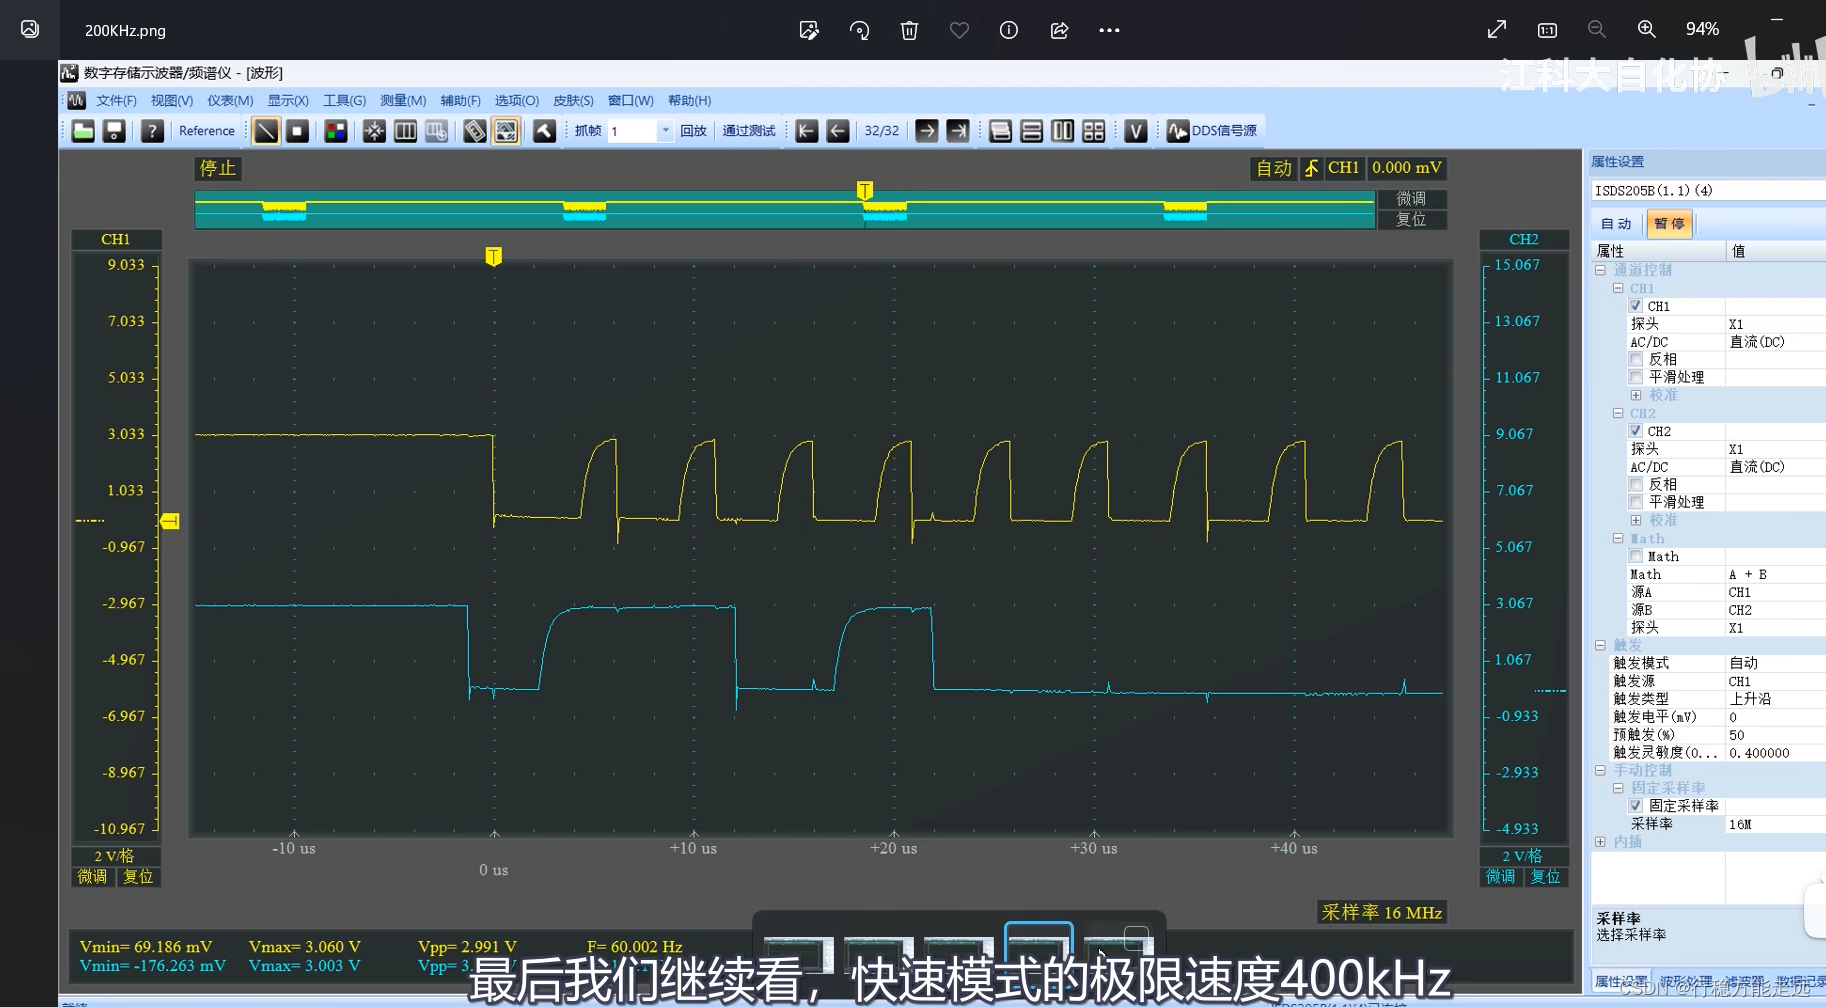 200KHz.png
94%
江科大自化协
数字存储示波器/频谱仪 - [波形]
文件(F) 视图(V) 仪表(M) 显示(X) 工具(G) 测量(M) 辅助(F) 选项(O) 皮肤(S) 窗口(W) 帮助(H)
Reference 抓帧 1 回放 通过测试 32/32 V DDS信号源
停止
自动 CH1 0.000 mV
T
微调
复位
CH1
T
9.033
7.033
5.033
3.033
1.033
-0.967
-2.967
-4.967
-6.967
-8.967
-10.967
2 V/格
微调 复位
-10 us
0 us
+10 us
+20 us
+30 us
+40 us
CH2
15.067
13.067
11.067
9.067
7.067
5.067
3.067
1.067
-0.933
-2.933
-4.933
2 V/格
微调 复位
采样率 16 MHz
Vmin= 69.186 mV Vmax= 3.060 V Vpp= 2.991 V F= 60.002 Hz
Vmin= -176.263 mV Vmax= 3.003 V Vpp= 3.
属性设置
ISDS205B(1.1)(4)
自动 暂停
属性 值
通道控制
CH1
CH1
探头 X1
AC/DC 直流(DC)
反相
平滑处理
校准
CH2
CH2
探头 X1
AC/DC 直流(DC)
反相
平滑处理
校准
Math
Math
Math A + B
源A CH1
源B CH2
探头 X1
触发
触发模式 自动
触发源 CH1
触发类型 上升沿
触发电平(mV) 0
预触发(%) 50
触发灵敏度(0... 0.400000
手动控制
固定采样率
固定采样率
采样率 16M
内插
采样率
选择采样率
属性设置 波形处理 滤波器 数据记录
最后我们继续看，快速模式的极限速度400kHz
CSDN @行稳方能走远